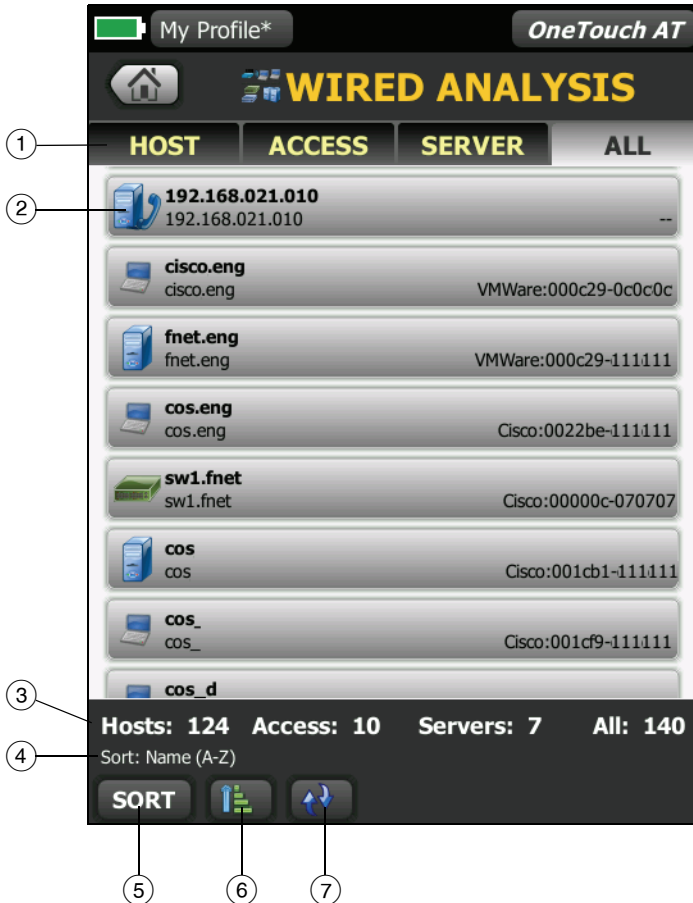 My Profile*
OneTouch AT
WIRED ANALYSIS
1
HOST ACCESS SERVER ALL
2
192.168.021.010
192.168.021.010 --
cisco.eng
cisco.eng VMWare:000c29-0c0c0c
fnet.eng
fnet.eng VMWare:000c29-111111
cos.eng
cos.eng Cisco:0022be-111111
sw1.fnet
sw1.fnet Cisco:00000c-070707
cos
cos Cisco:001cb1-111111
cos_
cos_ Cisco:001cf9-111111
cos_d
3
Hosts: 124 Access: 10 Servers: 7 All: 140
4
Sort: Name (A-Z)
SORT
5 6 7